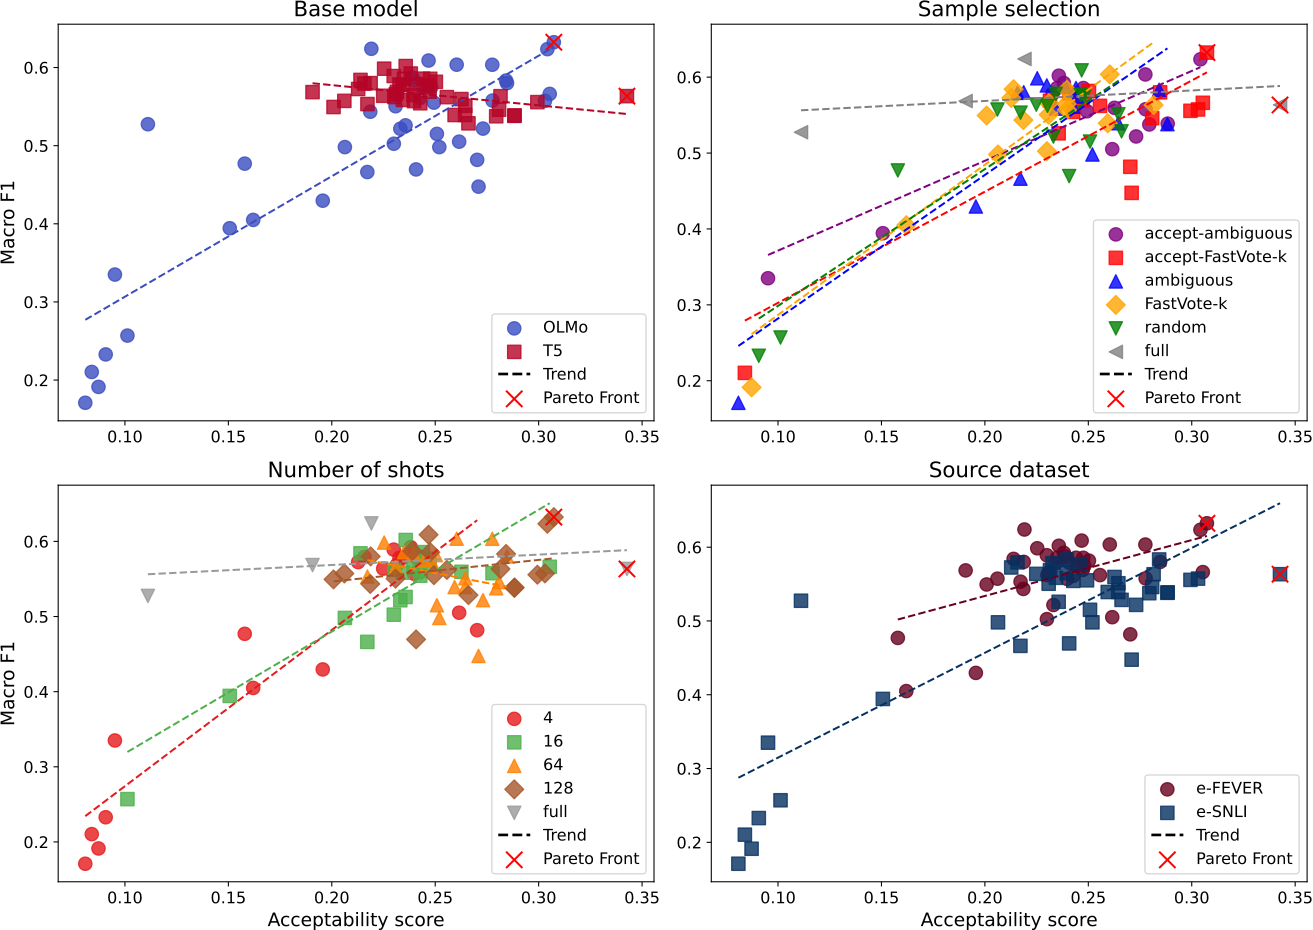 Base model
Macro F1
0.6
0.5
0.4
0.3
0.2
0.10
0.15
0.20
0.25
0.30
0.35
OLMo
T5
Trend
Pareto Front
Sample selection
0.6
0.5
0.4
0.3
0.2
0.10
0.15
0.20
0.25
0.30
0.35
accept-ambiguous
accept-FastVote-k
ambiguous
FastVote-k
random
full
Trend
Pareto Front
Number of shots
Macro F1
0.6
0.5
0.4
0.3
0.2
0.10
0.15
0.20
0.25
0.30
0.35
Acceptability score
4
16
64
128
full
Trend
Pareto Front
Source dataset
0.6
0.5
0.4
0.3
0.2
0.10
0.15
0.20
0.25
0.30
0.35
Acceptability score
e-FEVER
e-SNLI
Trend
Pareto Front